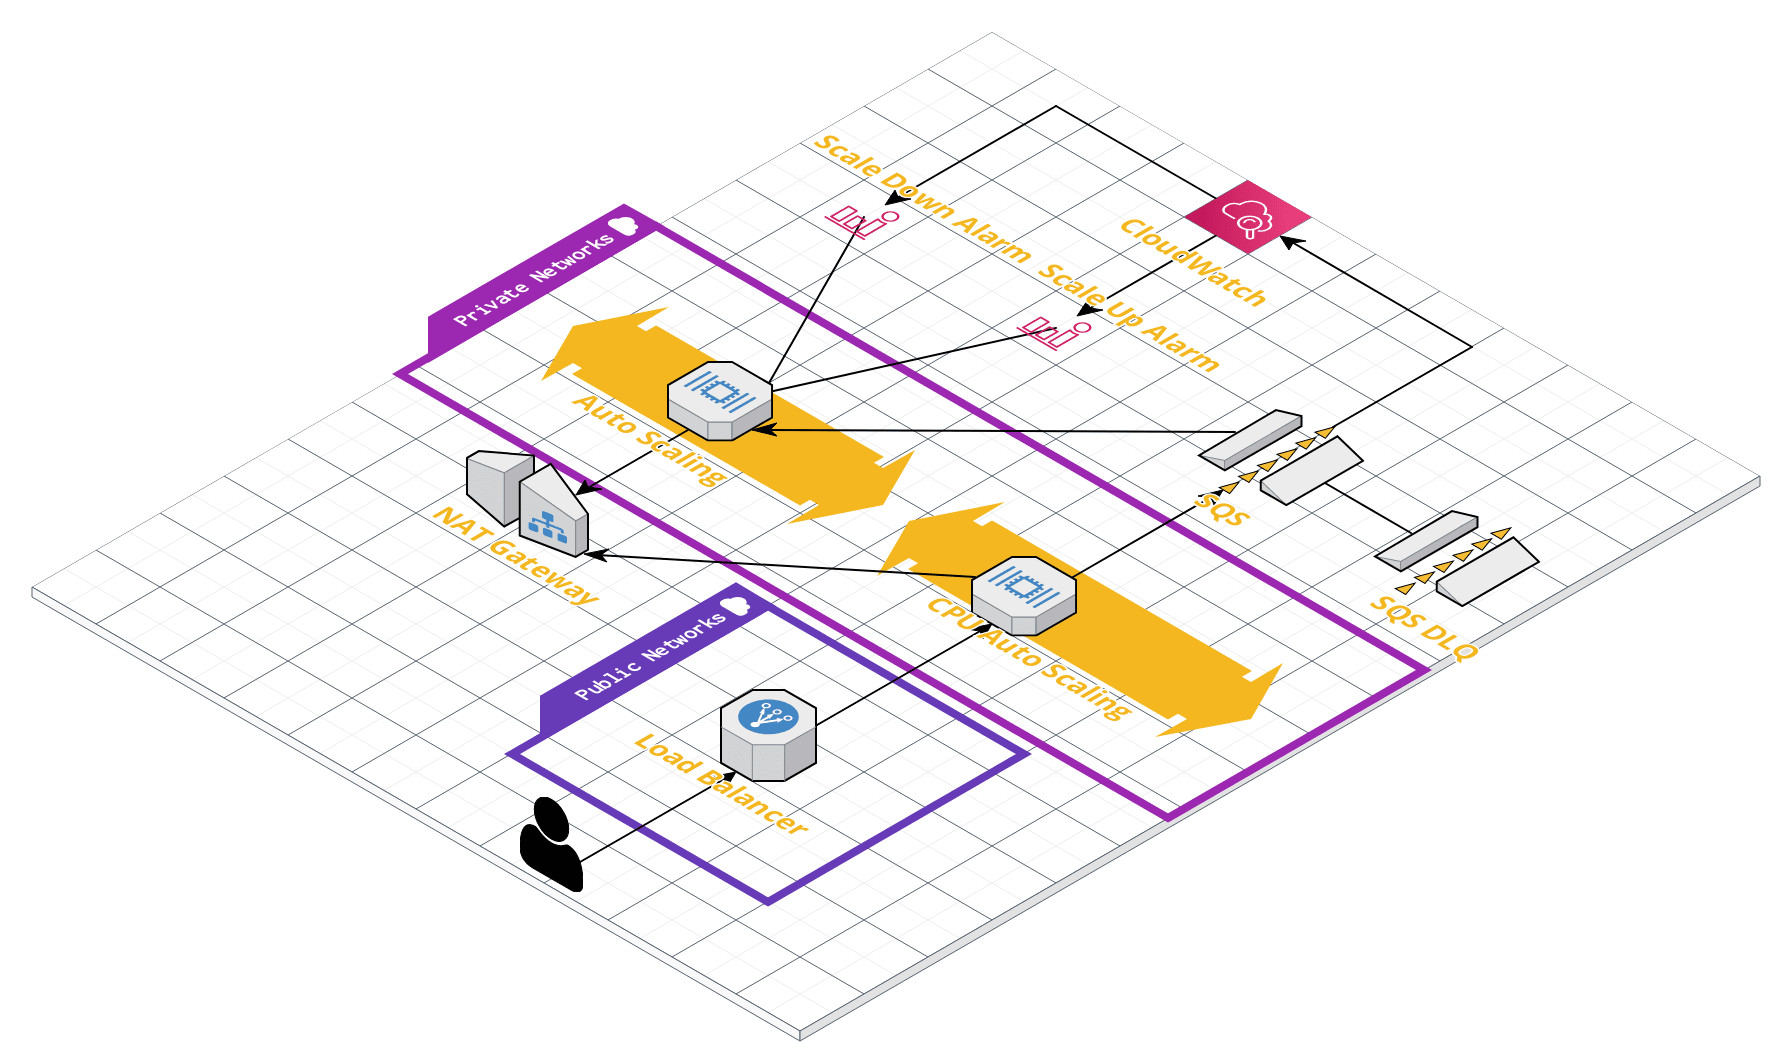 Scale Down Alarm
CloudWatch
Scale Up Alarm
Private Networks
Auto Scaling
SQS
NAT Gateway
SQS DLQ
CPU Auto Scaling
Public Networks
Load Balancer